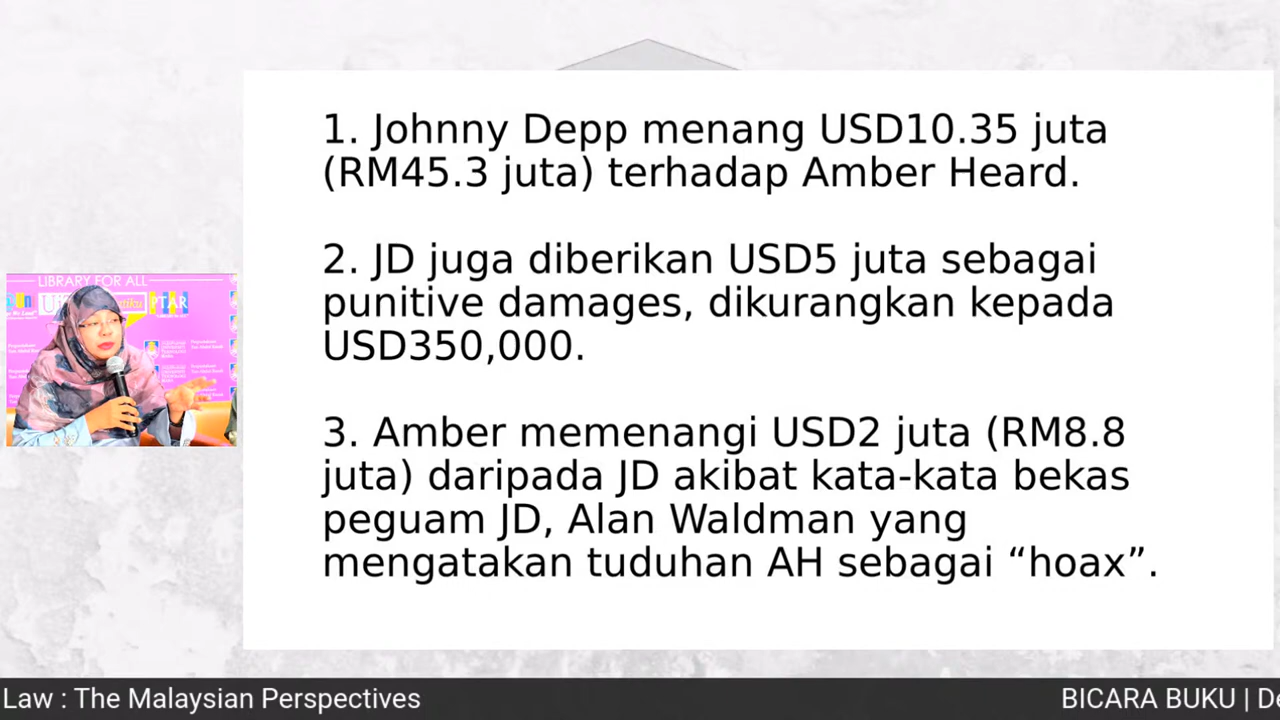 1. Johnny Depp menang USD10.35 juta
(RM45.3 juta) terhadap Amber Heard.
2. JD juga diberikan USD5 juta sebagai
punitive damages, dikurangkan kepada
USD350,000.
3. Amber memenangi USD2 juta (RM8.8
juta) daripada JD akibat kata-kata bekas
peguam JD, Alan Waldman yang
mengatakan tuduhan AH sebagai “hoax”.
LIBRARY FOR ALL
PTAR
Law : The Malaysian Perspectives
BICARA BUKU | De